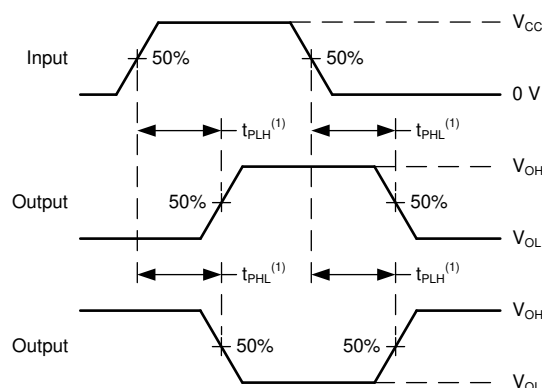 V_CC
Input
50%
50%
0 V
t_PLH^(1)
t_PHL^(1)
V_OH
Output
50%
50%
V_OL
t_PHL^(1)
t_PLH^(1)
V_OH
Output
50%
50%
V_OL